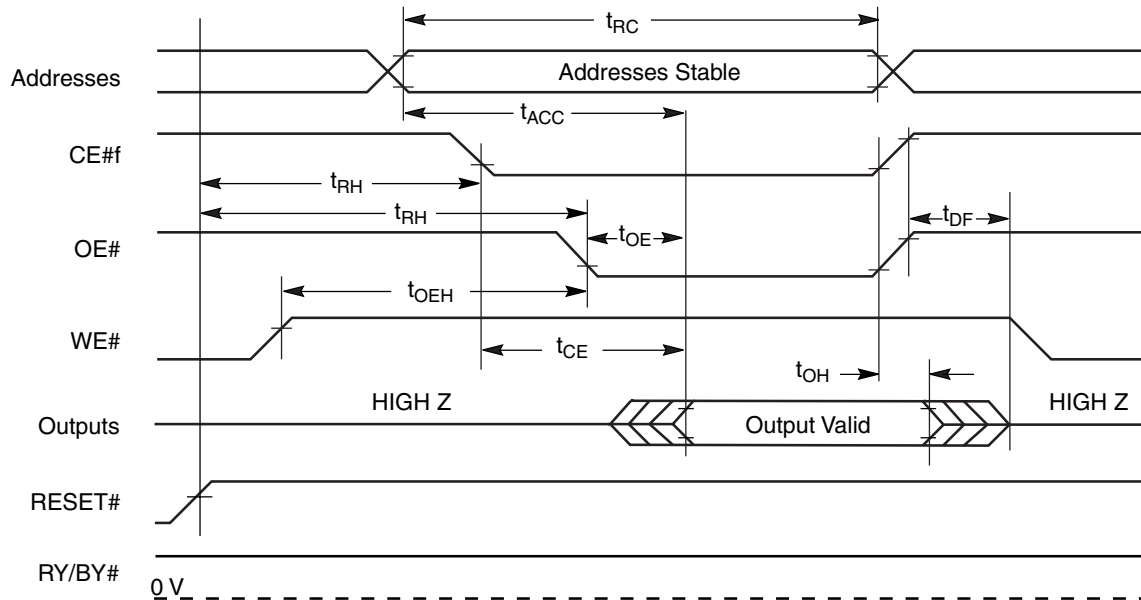 tRC
Addresses
Addresses Stable
tACC
CE#f
tRH
tRH
tOE
tDF
OE#
tOEH
WE#
tCE
tOH
HIGH Z
HIGH Z
Outputs
Output Valid
RESET#
RY/BY#
0 V